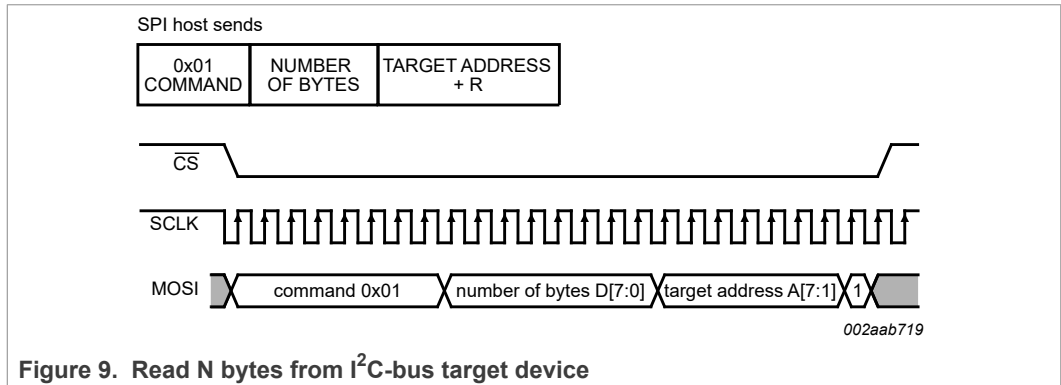 SPI host sends
0x01 COMMAND
NUMBER OF BYTES
TARGET ADDRESS + R
CS
SCLK
MOSI
command 0x01
number of bytes D[7:0]
target address A[7:1]
1
002aab719
Figure 9. Read N bytes from I²C-bus target device